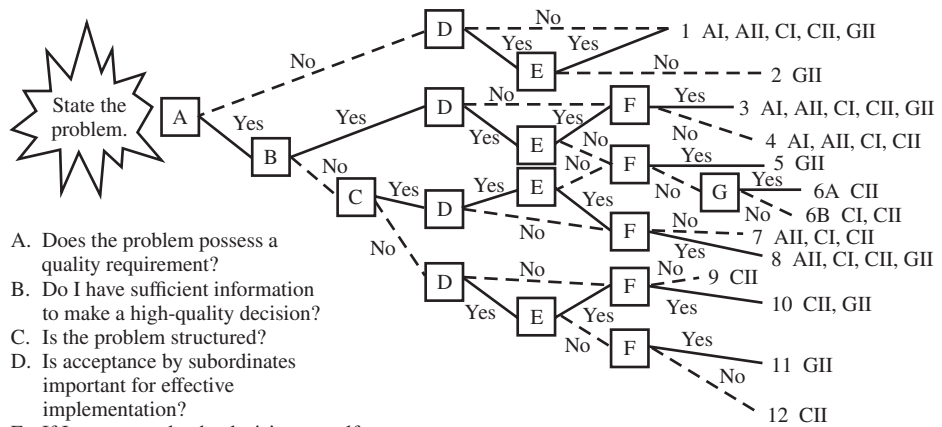 State the
problem.
A
No
Yes
B
Yes
No
C
Yes
No
D
No
Yes
E
Yes
No
1 AI, AII, CI, CII, GII
2 GII
D
No
Yes
E
Yes
No
F
Yes
No
3 AI, AII, CI, CII, GII
4 AI, AII, CI, CII
F
Yes
No
5 GII
G
Yes
No
6A CII
6B CI, CII
D
Yes
No
E
No
Yes
F
No
Yes
7 AII, CI, CII
8 AII, CI, CII, GII
D
No
Yes
E
Yes
No
F
No
Yes
9 CII
10 CII, GII
F
Yes
No
11 GII
12 CII
A. Does the problem possess a
quality requirement?
B. Do I have sufficient information
to make a high-quality decision?
C. Is the problem structured?
D. Is acceptance by subordinates
important for effective
implementation?